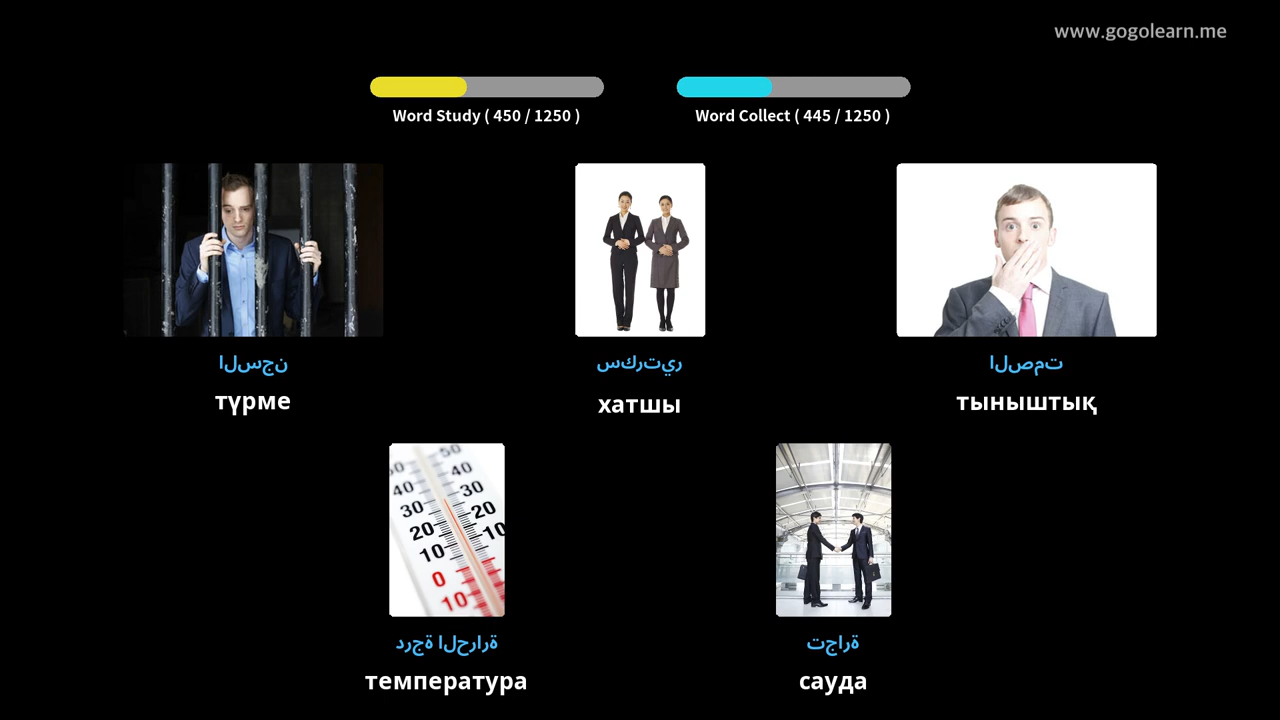 www.gogolearn.me
Word Study ( 450 / 1250 )
Word Collect ( 445 / 1250 )
السجن
түрме
سكرتير
хатшы
الصمت
тыныштық
درجة الحرارة
температура
تجارة
сауда